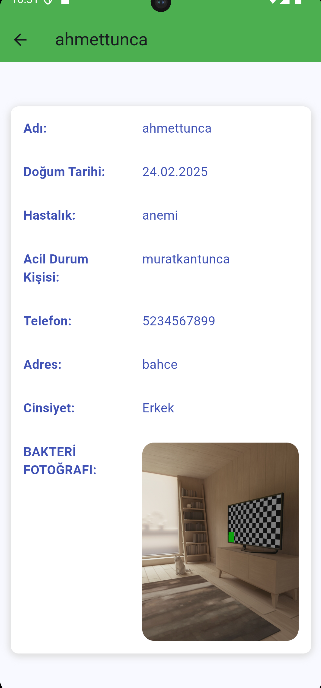 ahmettunca
Adı: ahmettunca
Doğum Tarihi: 24.02.2025
Hastalık: anemi
Acil Durum Kişisi: muratkantunca
Telefon: 5234567899
Adres: bahce
Cinsiyet: Erkek
BAKTERİ FOTOĞRAFI: